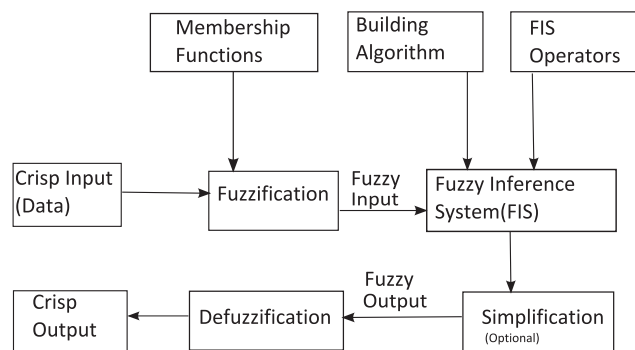 Membership
Functions
Building
Algorithm
FIS
Operators
Crisp Input
(Data)
Fuzzification
Fuzzy
Input
Fuzzy Inference
System(FIS)
Crisp
Output
Defuzzification
Fuzzy
Output
Simplification
(Optional)